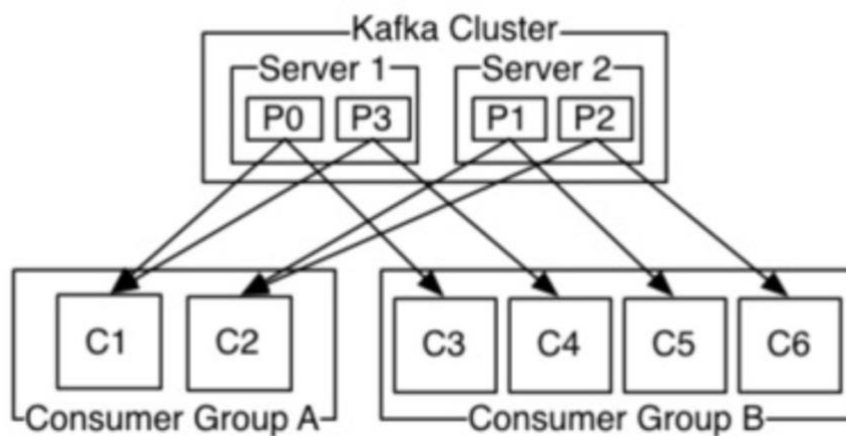 Kafka Cluster
Server 1 Server 2
P0 P3 P1 P2
C1 C2 C3 C4 C5 C6
Consumer Group A Consumer Group B